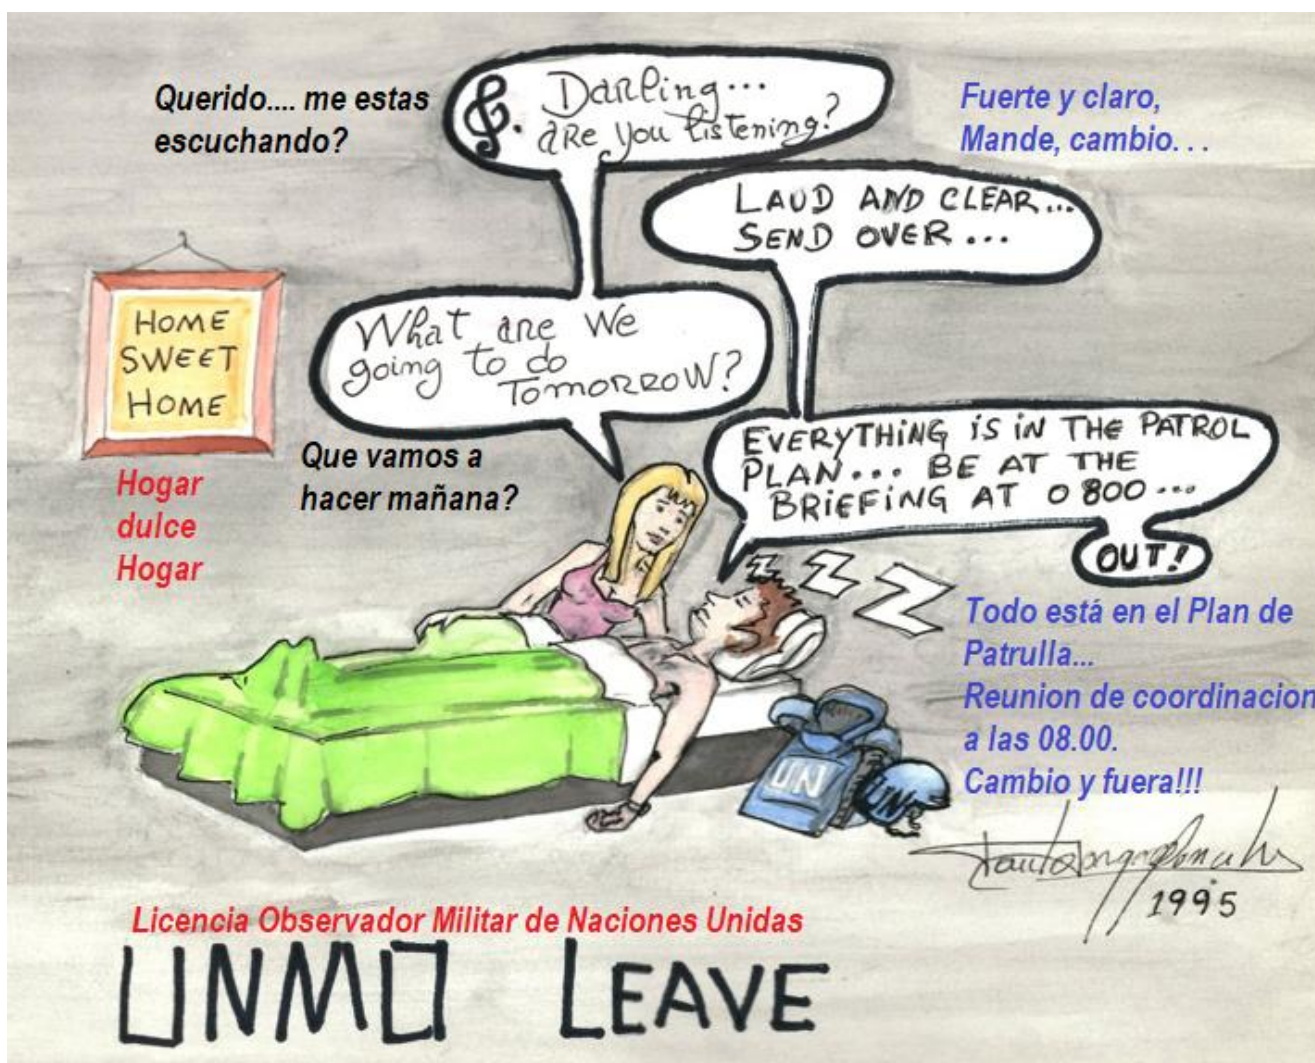 Querido.... me estas
escuchando?
Darling...
are you listening?
Fuerte y claro,
Mande, cambio. . .
LAUD AND CLEAR...
SEND OVER ...
HOME
SWEET
HOME
What are We
going to do
TomorroW?
EVERYTHING iS iN THE PATROL
PLAN... BE AT THE
BRiEFiNG AT 0800 ...
OUT!
Hogar
dulce
Hogar
Que vamos a
hacer mañana?
Z Z Z
Todo está en el Plan de
Patrulla...
Reunion de coordinacion
a las 08.00.
Cambio y fuera!!!
UN
UN
1995
Licencia Observador Militar de Naciones Unidas
UNMO LEAVE